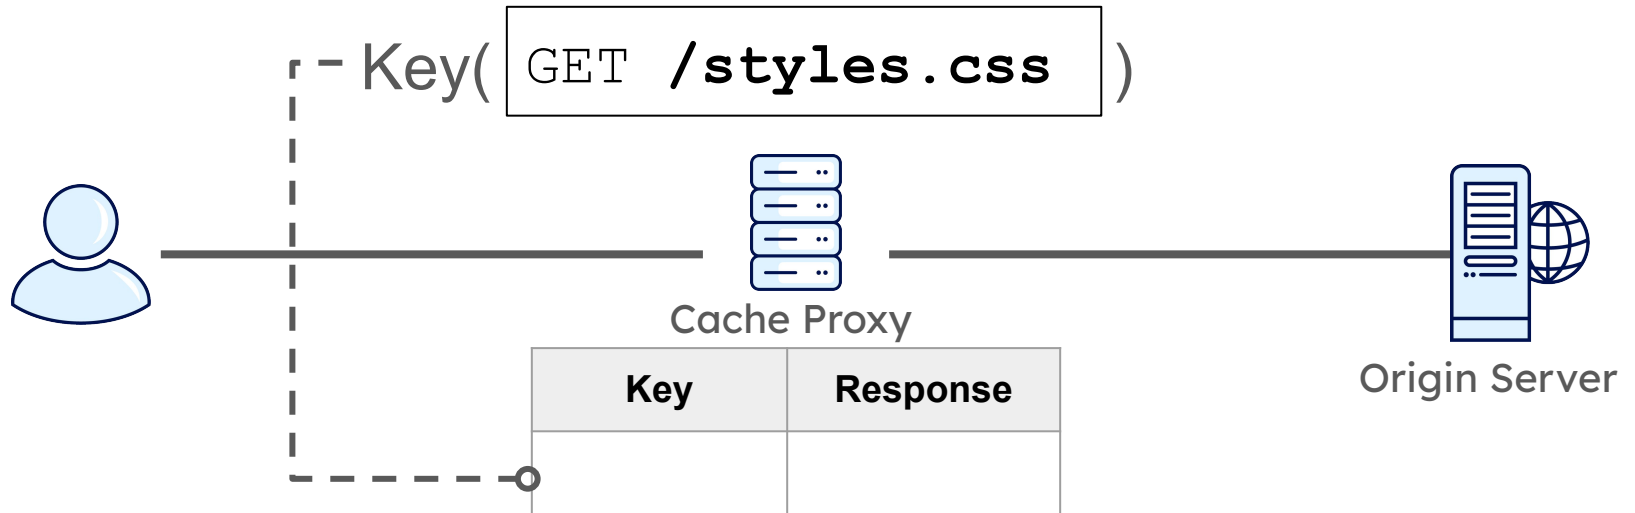 Key( GET /styles.css )
Cache Proxy
Key Response
Origin Server